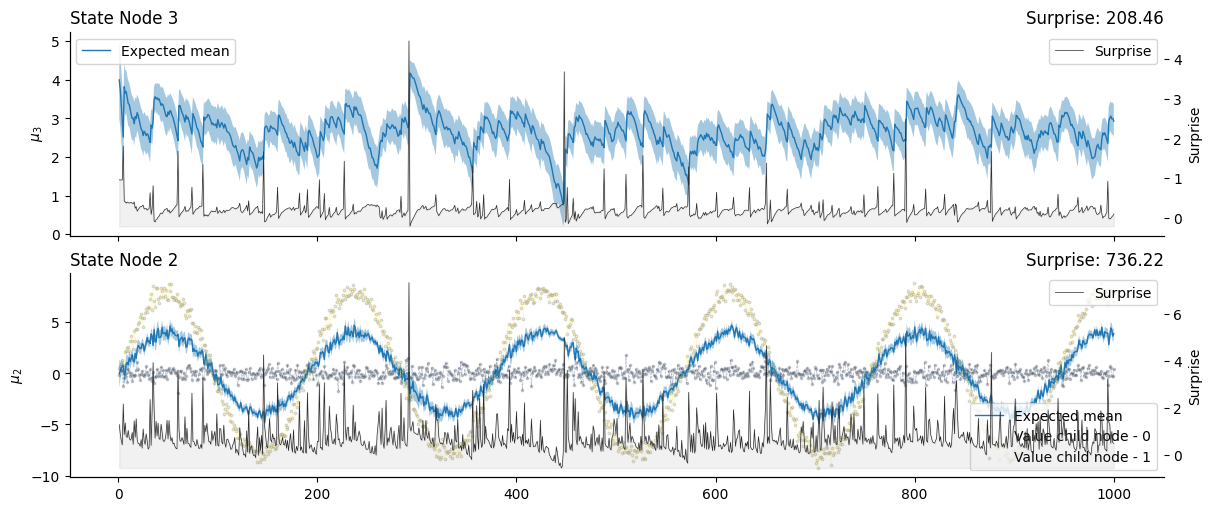 State Node 3
Surprise: 208.46
Expected mean
Surprise
5
4
3
2
1
0
μ3
4
3
2
1
0
Surprise
State Node 2
Surprise: 736.22
Surprise
5
0
−5
−10
μ2
6
4
2
0
Surprise
Expected mean
Value child node - 0
Value child node - 1
0
200
400
600
800
1000